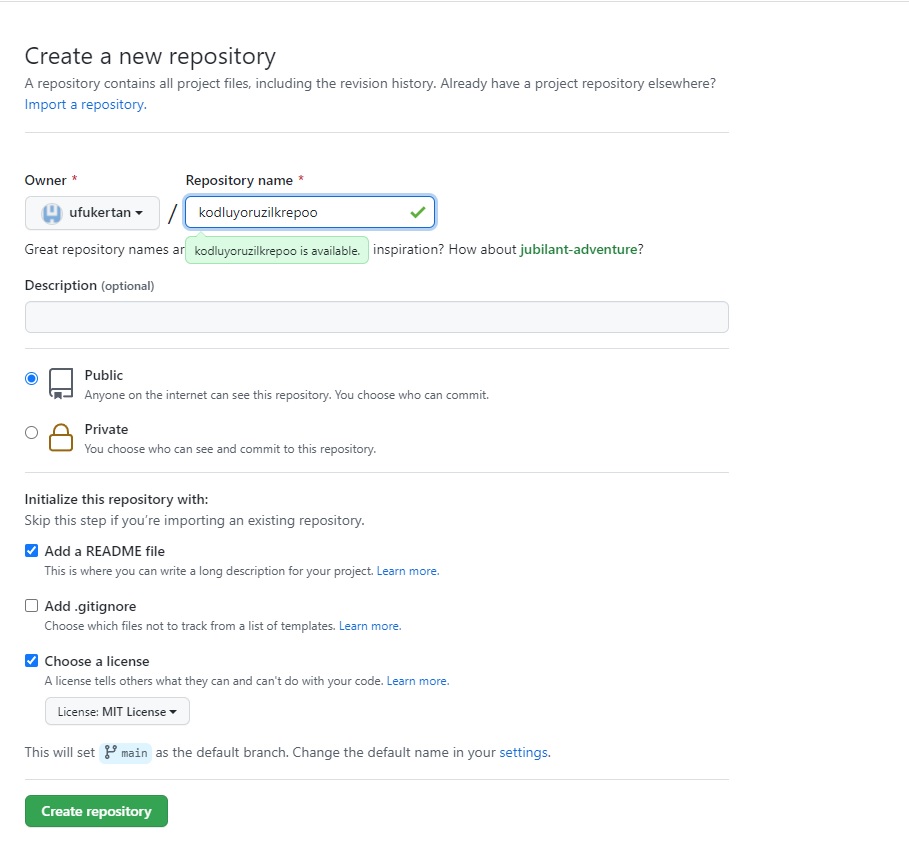 Create a new repository
A repository contains all project files, including the revision history. Already have a project repository elsewhere?
Import a repository.
Owner * Repository name *
ufukertan / kodluyoruzilkrepoo
Great repository names ar kodluyoruzilkrepoo is available. inspiration? How about jubilant-adventure?
Description (optional)
Public
Anyone on the internet can see this repository. You choose who can commit.
Private
You choose who can see and commit to this repository.
Initialize this repository with:
Skip this step if you’re importing an existing repository.
Add a README file
This is where you can write a long description for your project. Learn more.
Add .gitignore
Choose which files not to track from a list of templates. Learn more.
Choose a license
A license tells others what they can and can't do with your code. Learn more.
License: MIT License
This will set main as the default branch. Change the default name in your settings.
Create repository